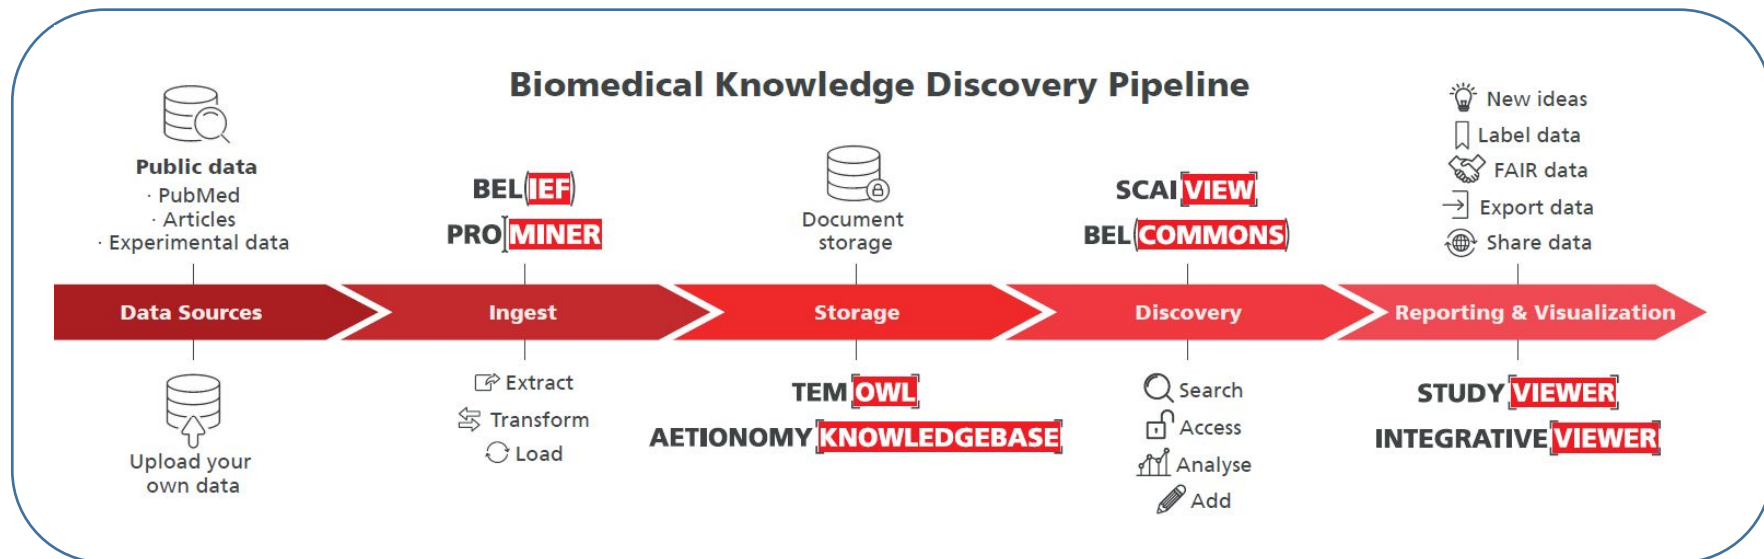 Biomedical Knowledge Discovery Pipeline
Public data
· PubMed
· Articles
· Experimental data
BEL(IEF)
PRO]MINER
Document
storage
SCAI[VIEW]
BEL(COMMONS)
New ideas
Label data
FAIR data
Export data
Share data
Data Sources
Ingest
Storage
Discovery
Reporting & Visualization
Upload your
own data
Extract
Transform
Load
TEM[OWL]
AETIONOMY[KNOWLEDGEBASE]
Search
Access
Analyse
Add
STUDY[VIEWER]
INTEGRATIVE[VIEWER]